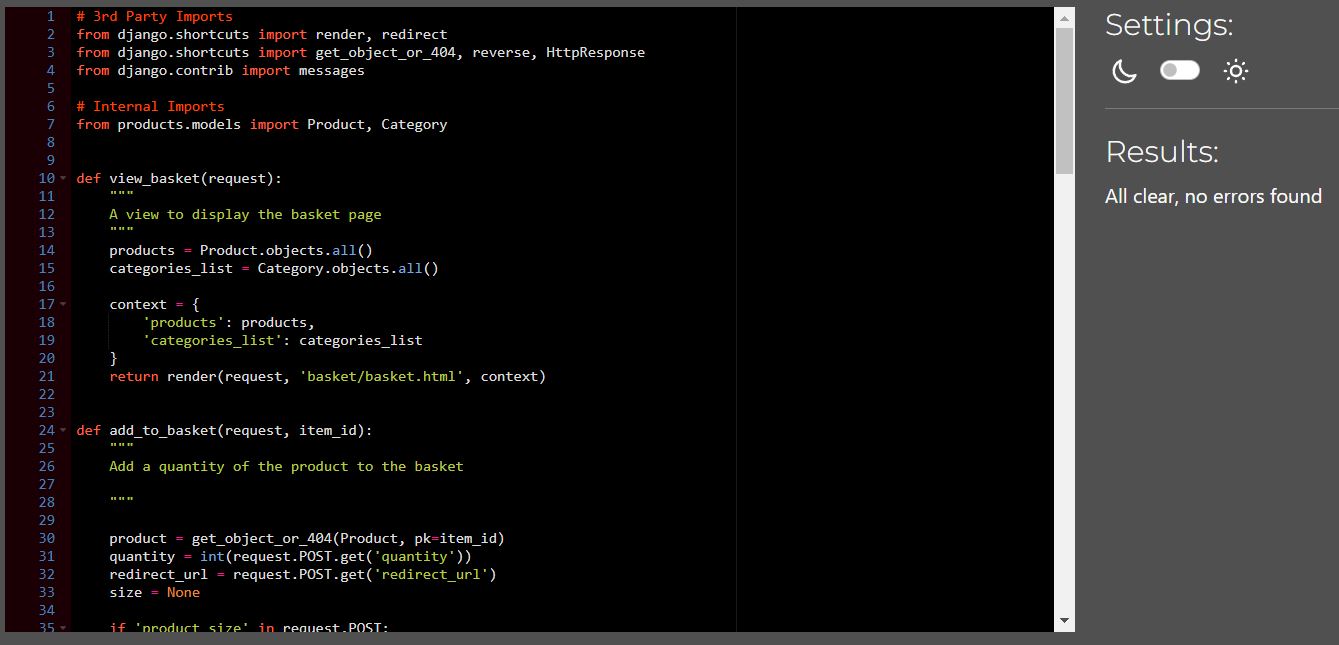 1 # 3rd Party Imports
2 from django.shortcuts import render, redirect
3 from django.shortcuts import get_object_or_404, reverse, HttpResponse
4 from django.contrib import messages
5
6 # Internal Imports
7 from products.models import Product, Category
8
9
10 def view_basket(request):
11     """
12     A view to display the basket page
13     """
14     products = Product.objects.all()
15     categories_list = Category.objects.all()
16
17     context = {
18         'products': products,
19         'categories_list': categories_list
20     }
21     return render(request, 'basket/basket.html', context)
22
23
24 def add_to_basket(request, item_id):
25     """
26     Add a quantity of the product to the basket
27
28     """
29
30     product = get_object_or_404(Product, pk=item_id)
31     quantity = int(request.POST.get('quantity'))
32     redirect_url = request.POST.get('redirect_url')
33     size = None
34
35     if 'product_size' in request.POST:
Settings:
Results:
All clear, no errors found